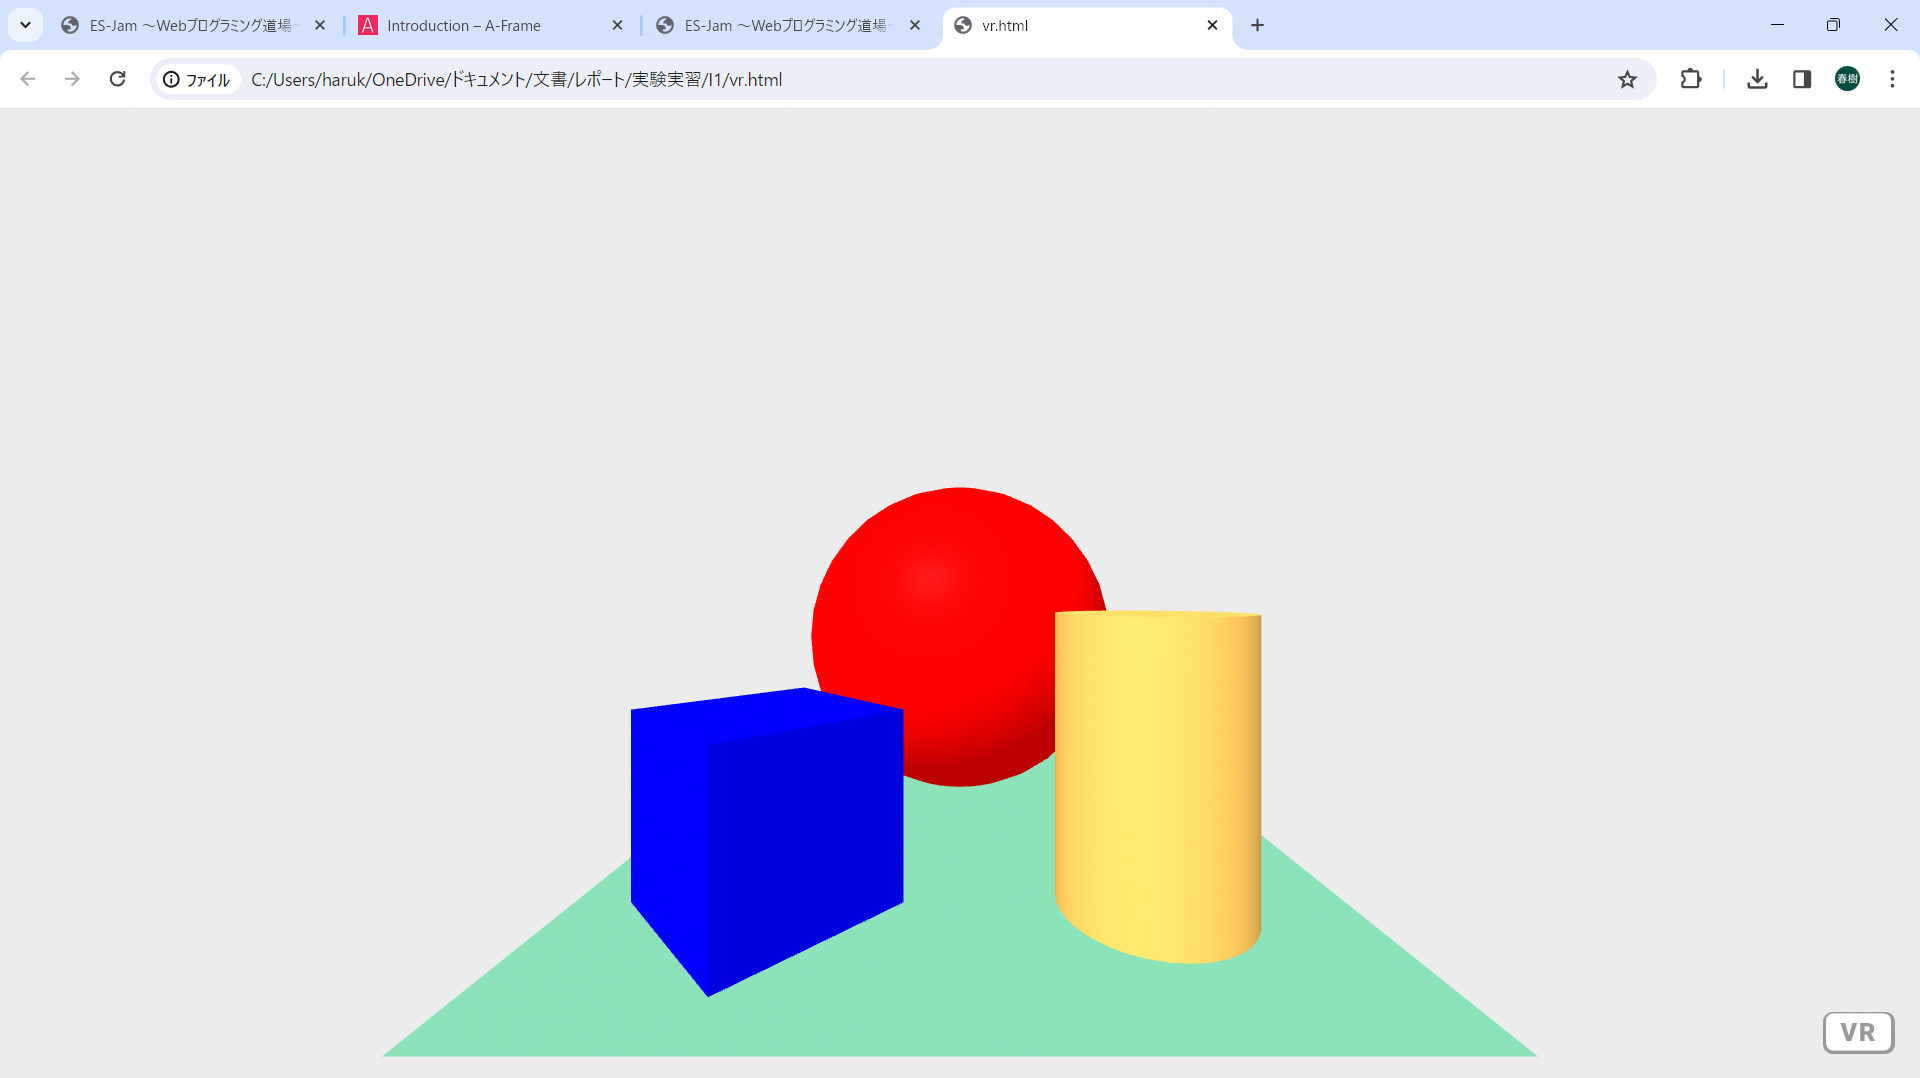 ES-Jam ～Webプログラミング道場
Introduction – A-Frame
ES-Jam ～Webプログラミング道場
vr.html
ファイル
C:/Users/haruk/OneDrive/ドキュメント/文書/レポート/実験実習/I1/vr.html
春樹
VR